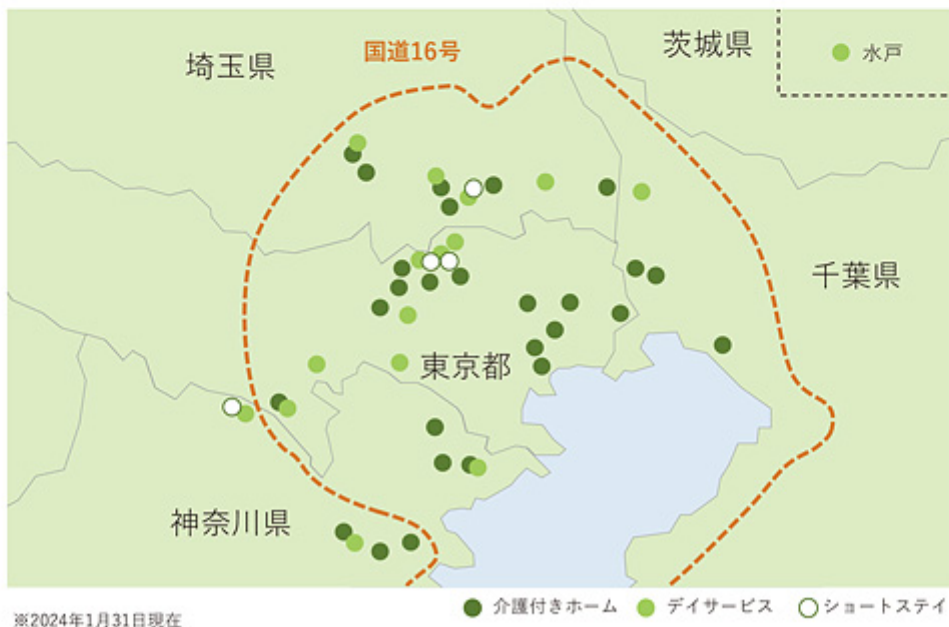 国道16号
茨城県
水戸
埼玉県
千葉県
東京都
神奈川県
介護付きホーム
デイサービス
ショートステイ
※2024年1月31日現在